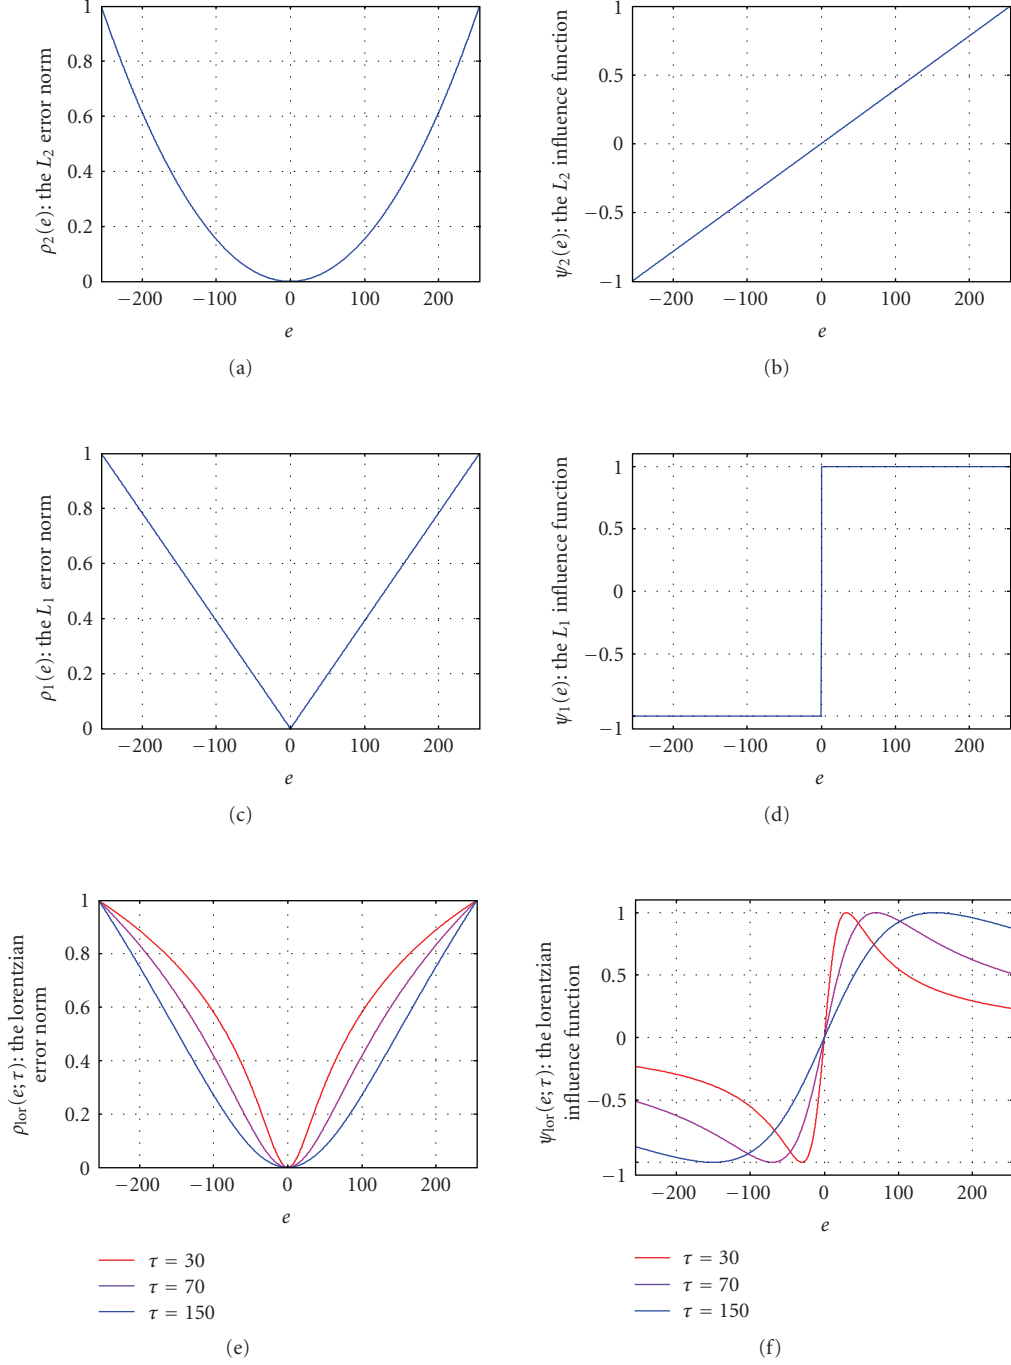 1
0.8
0.6
0.4
0.2
0
−200
−100
0
100
200
e
ρ2(e): the L2 error norm
(a)
1
0.5
0
−0.5
−1
−200
−100
0
100
200
e
ψ2(e): the L2 influence function
(b)
1
0.8
0.6
0.4
0.2
0
−200
−100
0
100
200
e
ρ1(e): the L1 error norm
(c)
1
0.5
0
−0.5
−1
−200
−100
0
100
200
e
ψ1(e): the L1 influence function
(d)
1
0.8
0.6
0.4
0.2
0
−200
−100
0
100
200
e
ρlor(e; τ): the lorentzian
error norm
τ = 30
τ = 70
τ = 150
(e)
1
0.5
0
−0.5
−1
−200
−100
0
100
200
e
ψlor(e; τ): the lorentzian
influence function
τ = 30
τ = 70
τ = 150
(f)